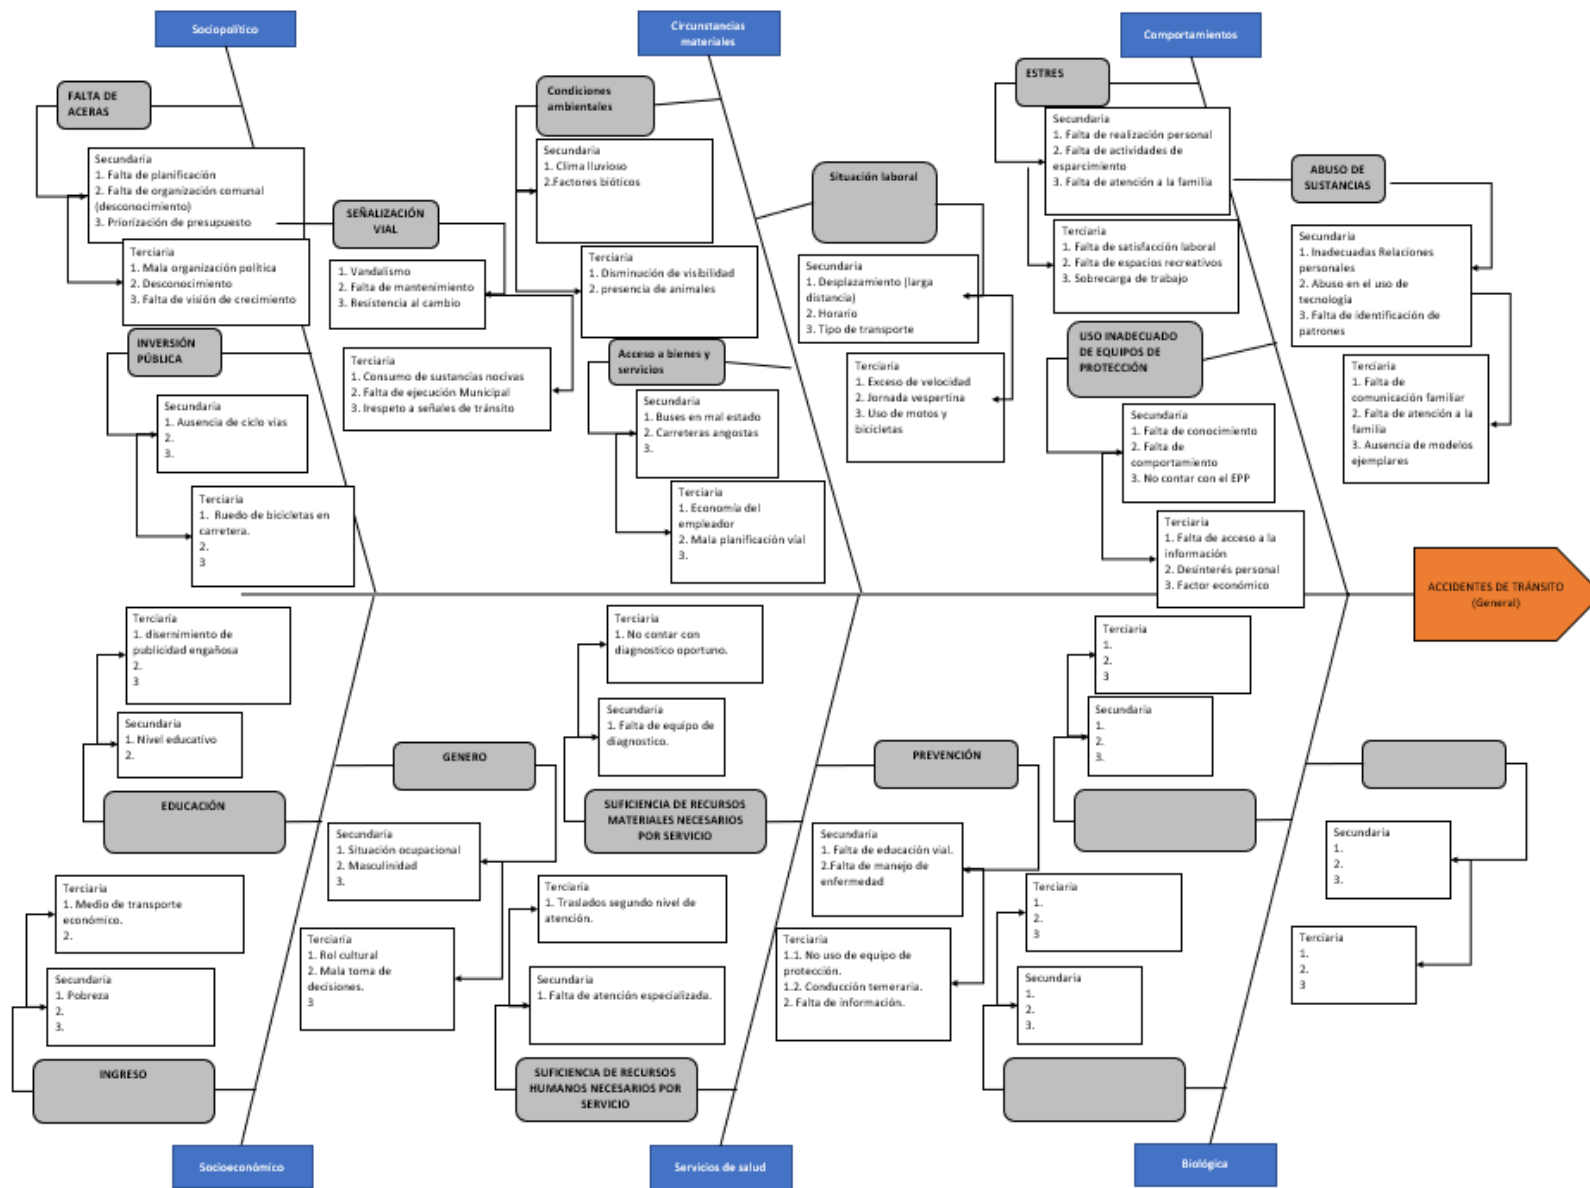 Sociopolítico
Circunstancias
materiales
Comportamientos
FALTA DE
ACERAS
Secundaria
1. Falta de planificación
2. Falta de organización comunal
(desconocimiento)
3. Priorización de presupuesto
Terciaria
1. Mala organización política
2. Desconocimiento
3. Falta de visión de crecimiento
SEÑALIZACIÓN
VIAL
1. Vandalismo
2. Falta de mantenimiento
3. Resistencia al cambio
Terciaria
1. Consumo de sustancias nocivas
2. Falta de ejecución Municipal
3. Irespeto a señales de tránsito
INVERSIÓN
PÚBLICA
Secundaria
1. Ausencia de ciclo vías
2.
3.
Terciaria
1. Ruedo de bicicletas en
carretera.
2.
3
Condiciones
ambientales
Secundaria
1. Clima lluvioso
2.Factores bióticos
Terciaria
1. Disminución de visibilidad
2. presencia de animales
Situación laboral
Secundaria
1. Desplazamiento (larga
distancia)
2. Horario
3. Tipo de transporte
Terciaria
1. Exceso de velocidad
2. Jornada vespertina
3. Uso de motos y
bicicletas
Acceso a bienes y
servicios
Secundaria
1. Buses en mal estado
2. Carreteras angostas
3.
Terciaria
1. Economía del
empleador
2. Mala planificación vial
3.
ESTRES
Secundaria
1. Falta de realización personal
2. Falta de actividades de
esparcimiento
3. Falta de atención a la familia
Terciaria
1. Falta de satisfacción laboral
2. Falta de espacios recreativos
3. Sobrecarga de trabajo
ABUSO DE
SUSTANCIAS
Secundaria
1. Inadecuadas Relaciones
personales
2. Abuso en el uso de
tecnología
3. Falta de identificación de
patrones
Terciaria
1. Falta de
comunicación familiar
2. Falta de atención a la
familia
3. Ausencia de modelos
ejemplares
USO INADECUADO
DE EQUIPOS DE
PROTECCIÓN
Secundaria
1. Falta de conocimiento
2. Falta de
comportamiento
3. No contar con el EPP
Terciaria
1. Falta de acceso a la
información
2. Desinterés personal
3. Factor económico
ACCIDENTES DE TRÁNSITO
(General)
Terciaria
1. disernimiento de
publicidad engañosa
2.
3
Secundaria
1. Nivel educativo
2.
EDUCACIÓN
GENERO
Secundaria
1. Situación ocupacional
2. Masculinidad
3.
Terciaria
1. Rol cultural
2. Mala toma de
decisiones.
3
Terciaria
1. Medio de transporte
económico.
2.
Secundaria
1. Pobreza
2.
3.
INGRESO
Terciaria
1. No contar con
diagnostico oportuno.
Secundaria
1. Falta de equipo de
diagnostico.
SUFICIENCIA DE RECURSOS
MATERIALES NECESARIOS
POR SERVICIO
PREVENCIÓN
Secundaria
1. Falta de educación vial.
2.Falta de manejo de
enfermedad
Terciaria
1.1. No uso de equipo de
protección.
1.2. Conducción temeraria.
2. Falta de información.
Terciaria
1. Traslados segundo nivel de
atención.
Secundaria
1. Falta de atención especializada.
SUFICIENCIA DE RECURSOS
HUMANOS NECESARIOS POR
SERVICIO
Terciaria
1.
2.
3
Secundaria
1.
2.
3.
Secundaria
1.
2.
3.
Terciaria
1.
2.
3
Terciaria
1.
2.
3
Secundaria
1.
2.
3.
Socioeconómico
Servicios de salud
Biológica